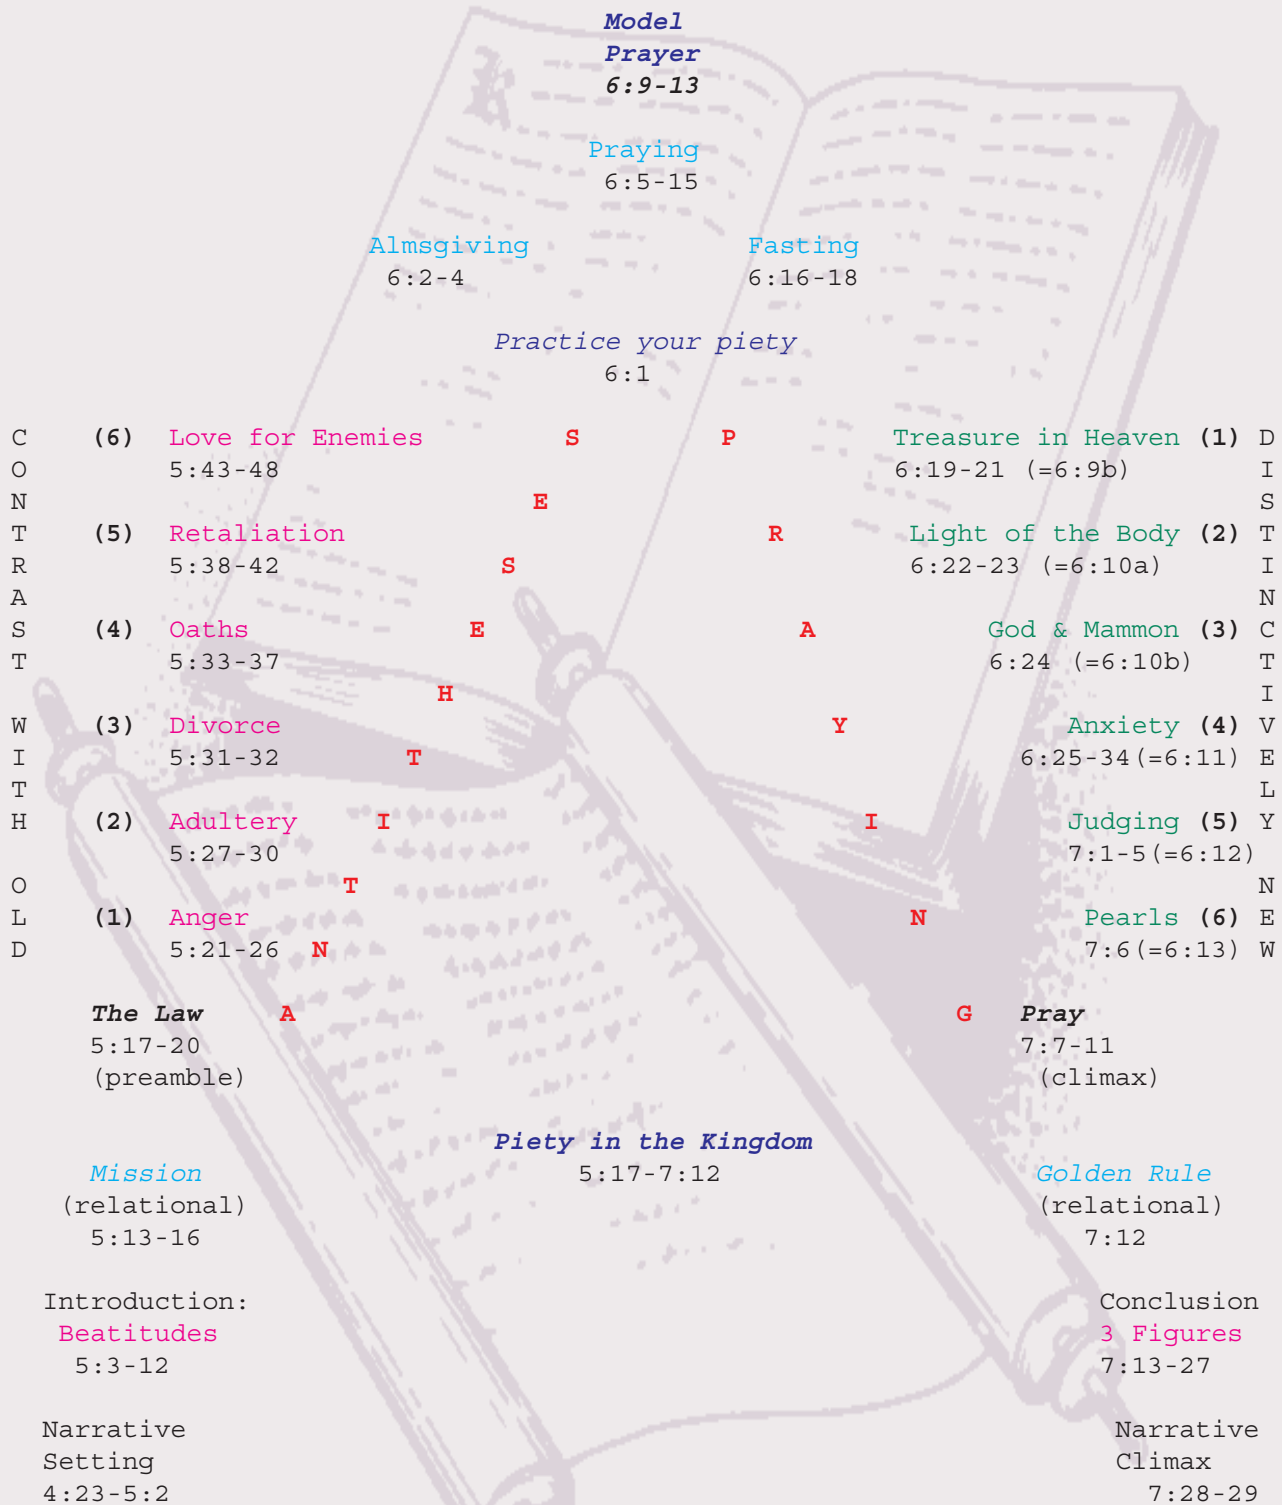 Model
Prayer
6:9-13
Praying
6:5-15
Almsgiving Fasting
6:2-4 6:16-18
Practice your piety
6:1
C (6) Love for Enemies S P Treasure in Heaven (1) D
O 5:43-48 6:19-21 (=6:9b) I
N E S
T (5) Retaliation R Light of the Body (2) T
R 5:38-42 S 6:22-23 (=6:10a) I
A N
S (4) Oaths E A God & Mammon (3) C
T 5:33-37 6:24 (=6:10b) T
H I
W (3) Divorce Y Anxiety (4) V
I 5:31-32 T 6:25-34(=6:11) E
T L
H (2) Adultery I I Judging (5) Y
5:27-30 7:1-5(=6:12)
O T N
L (1) Anger N Pearls (6) E
D 5:21-26 N 7:6(=6:13) W
The Law A G Pray
5:17-20 7:7-11
(preamble) (climax)
Piety in the Kingdom
Mission 5:17-7:12 Golden Rule
(relational) (relational)
5:13-16 7:12
Introduction: Conclusion
Beatitudes 3 Figures
5:3-12 7:13-27
Narrative Narrative
Setting Climax
4:23-5:2 7:28-29